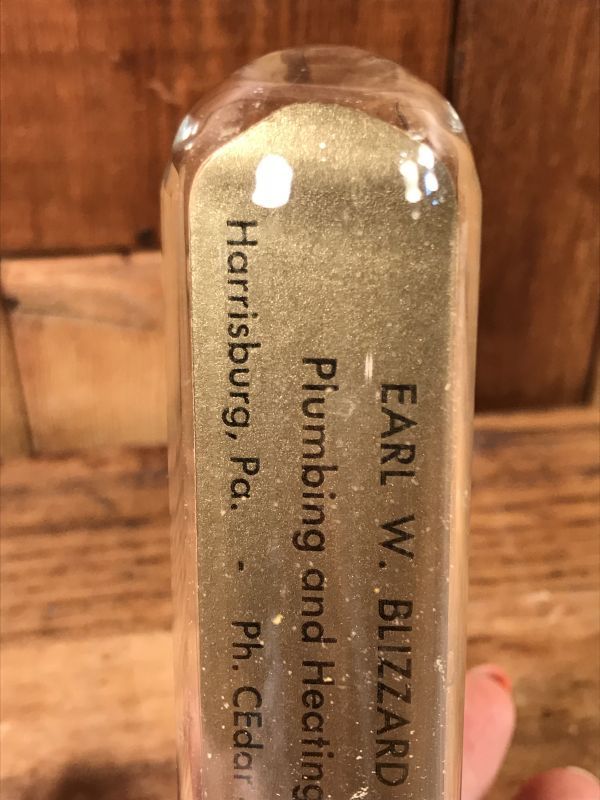 EARL W. BLIZZARD
Plumbing and Heating
Harrisburg, Pa. - Ph. CEdar